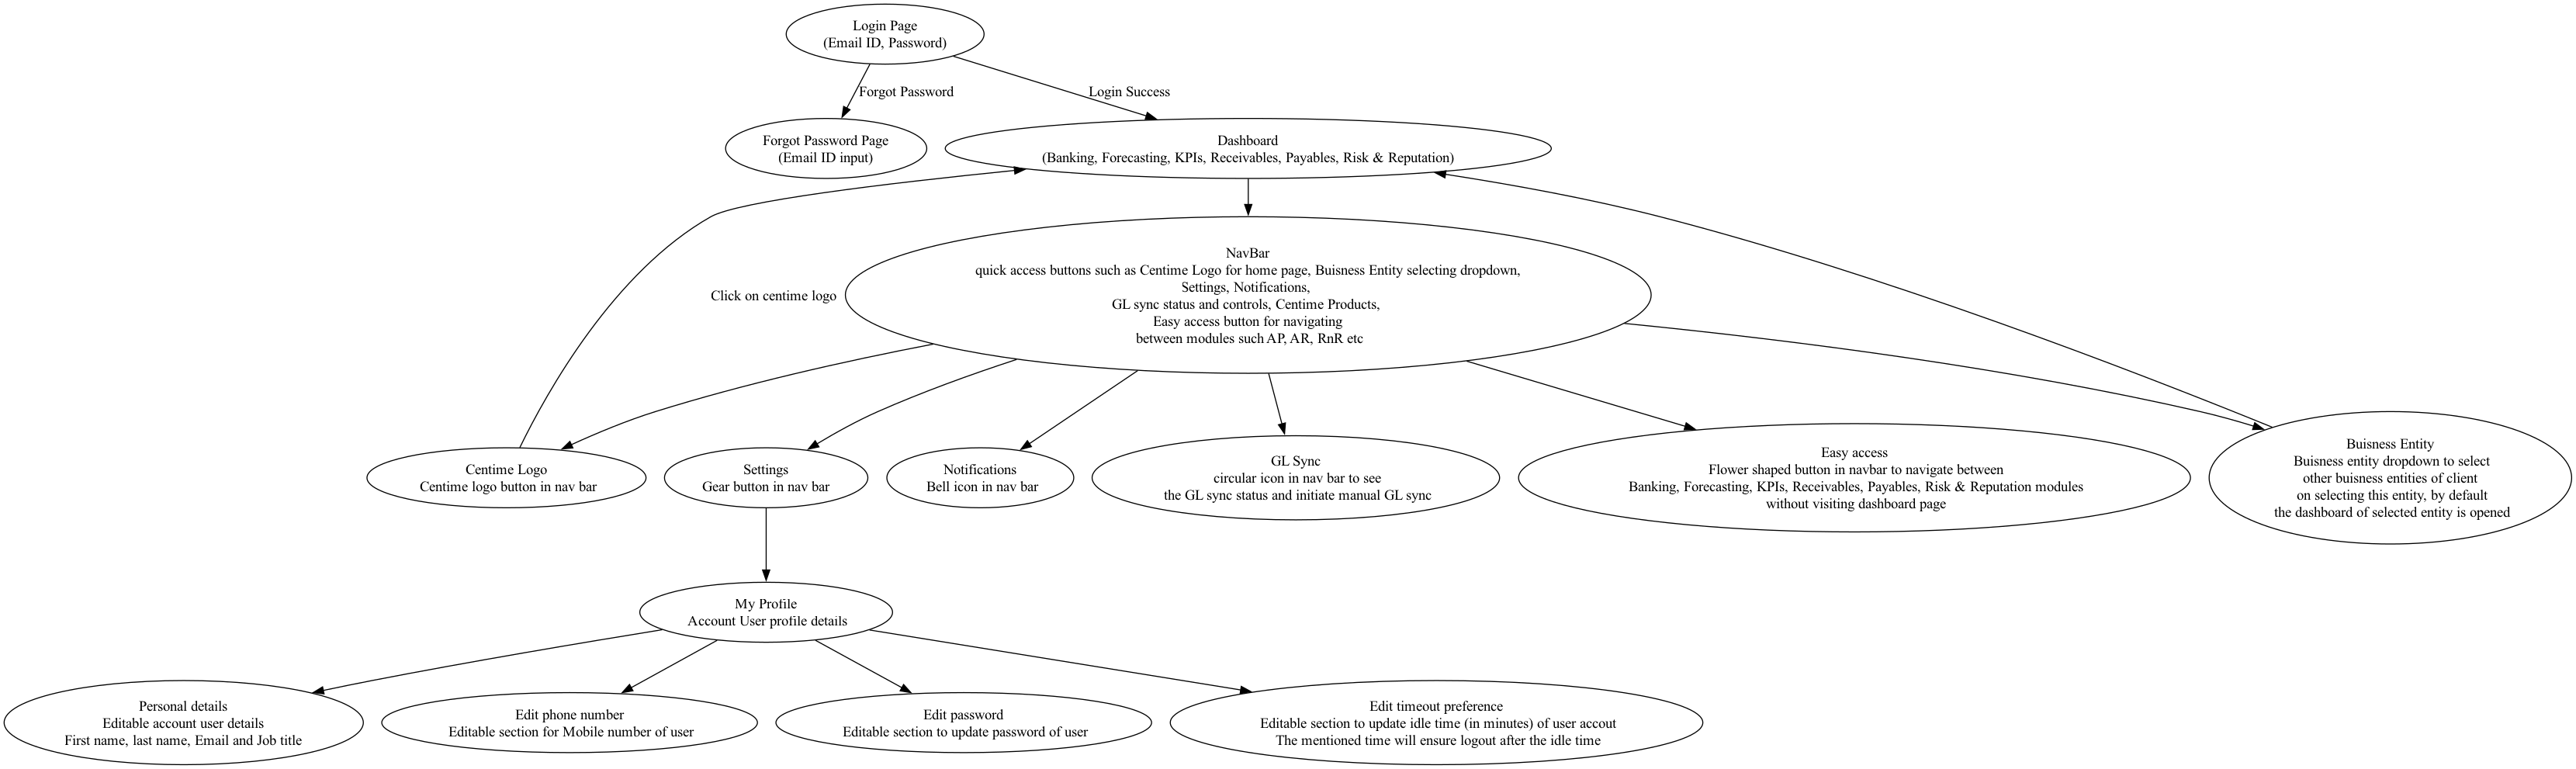 Login Page
(Email ID, Password)
Forgot Password
Login Success
Forgot Password Page
(Email ID input)
Dashboard
(Banking, Forecasting, KPIs, Receivables, Payables, Risk & Reputation)
NavBar
quick access buttons such as Centime Logo for home page, Buisness Entity selecting dropdown,
Settings, Notifications,
GL sync status and controls, Centime Products,
Easy access button for navigating
between modules such AP, AR, RnR etc
Click on centime logo
Centime Logo
Centime logo button in nav bar
Settings
Gear button in nav bar
Notifications
Bell icon in nav bar
GL Sync
circular icon in nav bar to see
the GL sync status and initiate manual GL sync
Easy access
Flower shaped button in navbar to navigate between
Banking, Forecasting, KPIs, Receivables, Payables, Risk & Reputation modules
without visiting dashboard page
Buisness Entity
Buisness entity dropdown to select
other buisness entities of client
on selecting this entity, by default
the dashboard of selected entity is opened
My Profile
Account User profile details
Personal details
Editable account user details
First name, last name, Email and Job title
Edit phone number
Editable section for Mobile number of user
Edit password
Editable section to update password of user
Edit timeout preference
Editable section to update idle time (in minutes) of user accout
The mentioned time will ensure logout after the idle time